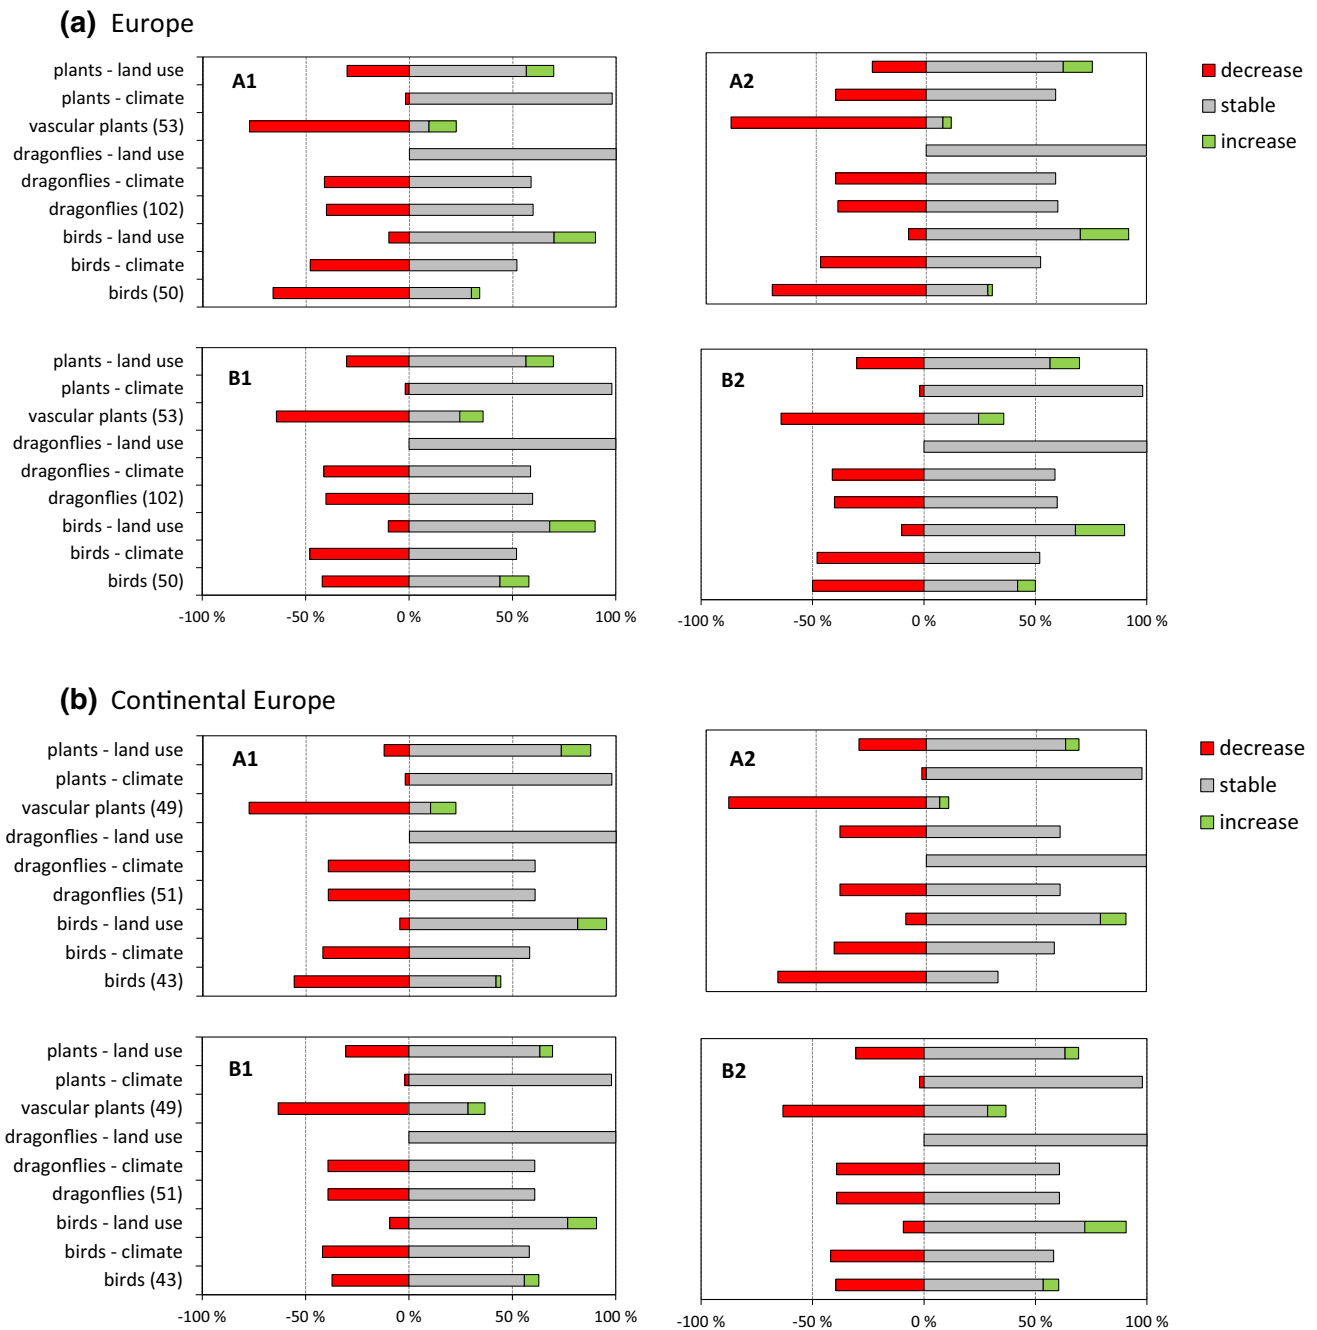 (a) Europe
A1
plants - land use
plants - climate
vascular plants (53)
dragonflies - land use
dragonflies - climate
dragonflies (102)
birds - land use
birds - climate
birds (50)
A2
decrease
stable
increase
B1
plants - land use
plants - climate
vascular plants (53)
dragonflies - land use
dragonflies - climate
dragonflies (102)
birds - land use
birds - climate
birds (50)
-100 % -50 % 0 % 50 % 100 %
B2
-100 % -50 % 0 % 50 % 100 %
(b) Continental Europe
A1
plants - land use
plants - climate
vascular plants (49)
dragonflies - land use
dragonflies - climate
dragonflies (51)
birds - land use
birds - climate
birds (43)
A2
decrease
stable
increase
B1
plants - land use
plants - climate
vascular plants (49)
dragonflies - land use
dragonflies - climate
dragonflies (51)
birds - land use
birds - climate
birds (43)
-100 % -50 % 0 % 50 % 100 %
B2
-100 % -50 % 0 % 50 % 100 %